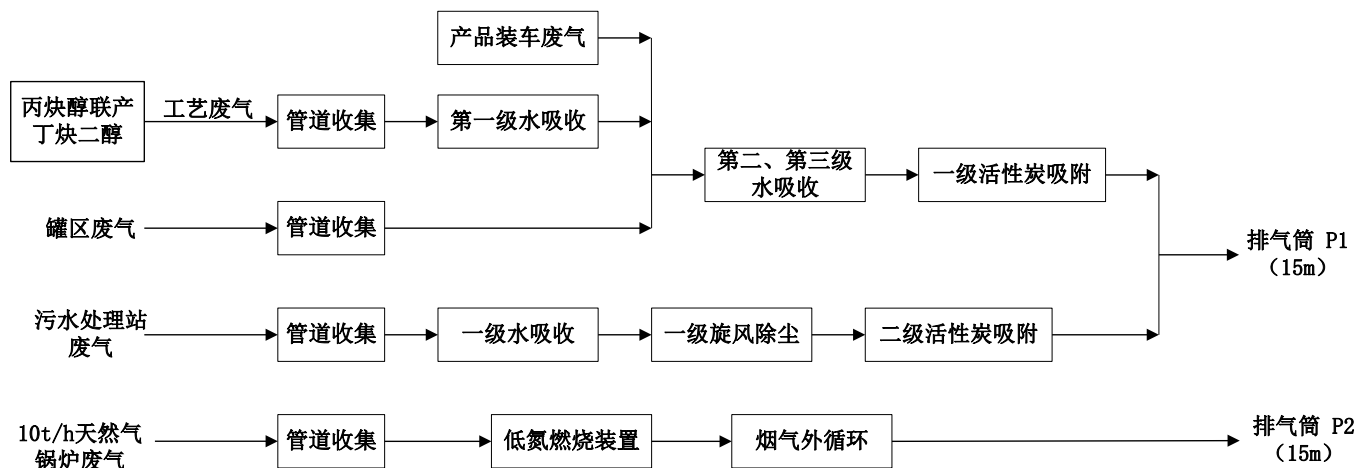 产品装车废气
丙炔醇联产
丁炔二醇
工艺废气
管道收集
第一级水吸收
第二、第三级
水吸收
一级活性炭吸附
罐区废气
管道收集
排气筒 P1
（15m）
污水处理站
废气
管道收集
一级水吸收
一级旋风除尘
二级活性炭吸附
10t/h天然气
锅炉废气
管道收集
低氮燃烧装置
烟气外循环
排气筒 P2
（15m）